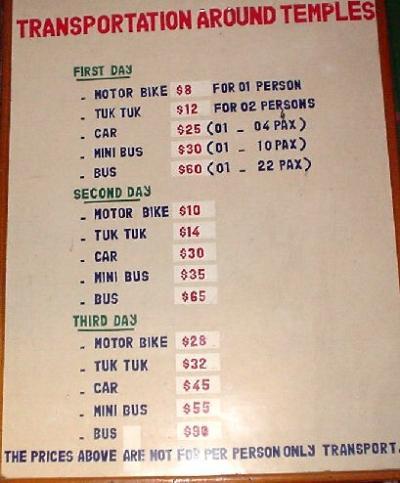 TRANSPORTATION AROUND TEMPLES
FIRST DAY
- MOTOR BIKE $8 FOR 01 PERSON
- TUK TUK $12 FOR 02 PERSONS
- CAR $25 (01 - 04 PAX)
- MINI BUS $30 (01 - 10 PAX)
- BUS $60 (01 - 22 PAX)
SECOND DAY
- MOTOR BIKE $10
- TUK TUK $14
- CAR $30
- MINI BUS $35
- BUS $65
THIRD DAY
- MOTOR BIKE $28
- TUK TUK $32
- CAR $45
- MINI BUS $55
- BUS
THE PRICES ABOVE ARE NOT FOR PER PERSON ONLY TRANSPORT.